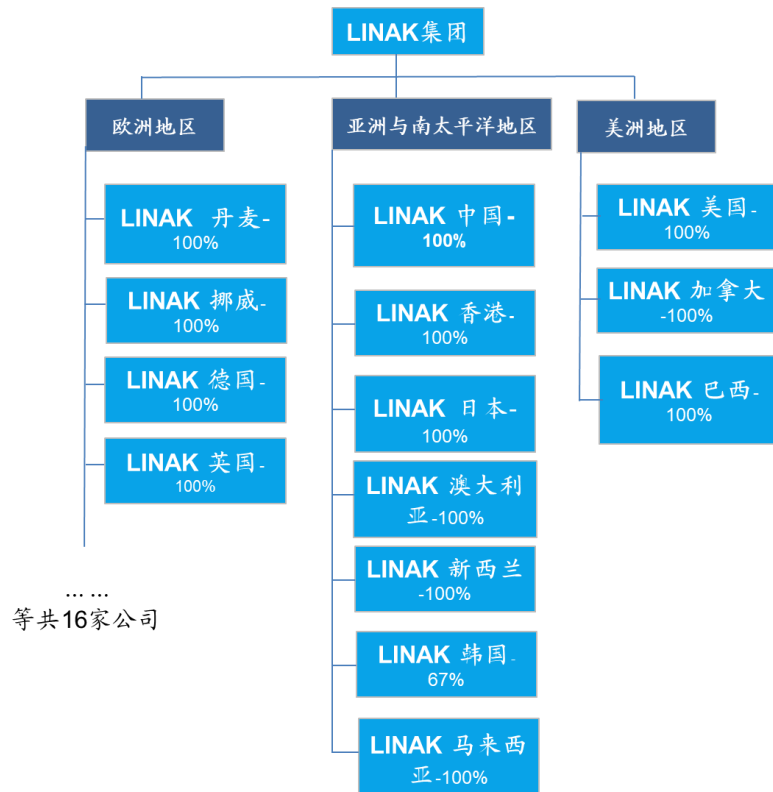 LINAK集团
欧洲地区
亚洲与南太平洋地区
美洲地区
LINAK 丹麦-
100%
LINAK 挪威-
100%
LINAK 德国-
100%
LINAK 英国-
100%
... ...
等共16家公司
LINAK 中国-
100%
LINAK 香港-
100%
LINAK 日本-
100%
LINAK 澳大利
亚-100%
LINAK 新西兰
-100%
LINAK 韩国-
67%
LINAK 马来西
亚-100%
LINAK 美国-
100%
LINAK 加拿大
-100%
LINAK 巴西-
100%